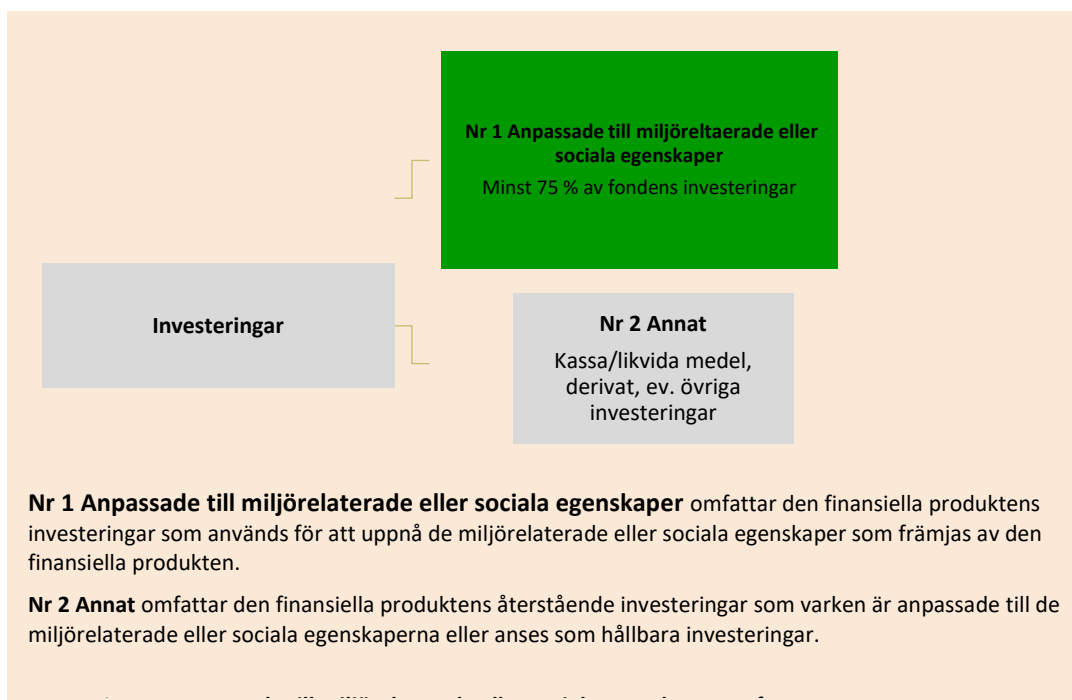 Nr 1 Anpassade till miljöreltaerade eller
sociala egenskaper
Minst 75 % av fondens investeringar
Investeringar
Nr 2 Annat
Kassa/likvida medel,
derivat, ev. övriga
investeringar
Nr 1 Anpassade till miljörelaterade eller sociala egenskaper omfattar den finansiella produktens
investeringar som används för att uppnå de miljörelaterade eller sociala egenskaper som främjas av den
finansiella produkten.
Nr 2 Annat omfattar den finansiella produktens återstående investeringar som varken är anpassade till de
miljörelaterade eller sociala egenskaperna eller anses som hållbara investeringar.